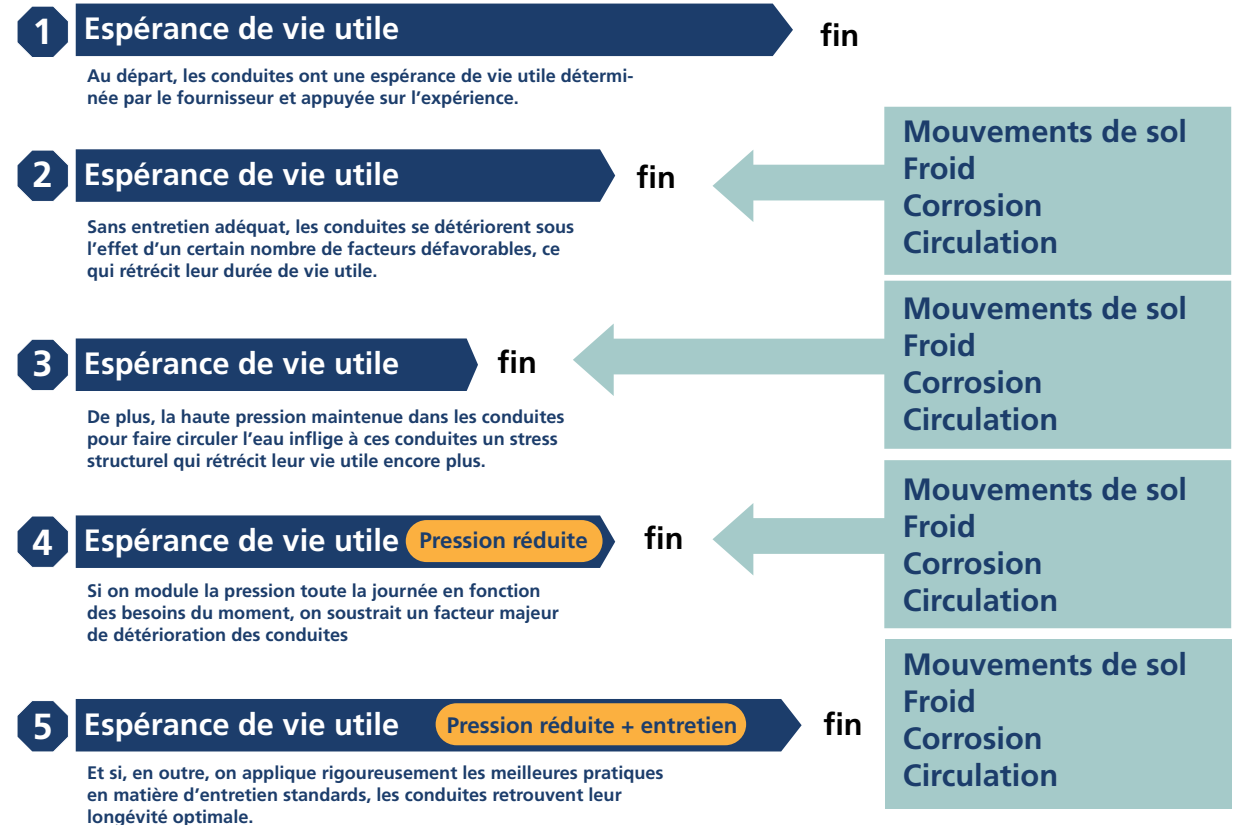 1 Espérance de vie utile fin
Au départ, les conduites ont une espérance de vie utile détermi-
née par le fournisseur et appuyée sur l’expérience.
2 Espérance de vie utile fin
Sans entretien adéquat, les conduites se détériorent sous
l’effet d’un certain nombre de facteurs défavorables, ce
qui rétrécit leur durée de vie utile.
Mouvements de sol
Froid
Corrosion
Circulation
3 Espérance de vie utile fin
De plus, la haute pression maintenue dans les conduites
pour faire circuler l’eau inflige à ces conduites un stress
structurel qui rétrécit leur vie utile encore plus.
Mouvements de sol
Froid
Corrosion
Circulation
4 Espérance de vie utile Pression réduite fin
Si on module la pression toute la journée en fonction
des besoins du moment, on soustrait un facteur majeur
de détérioration des conduites
Mouvements de sol
Froid
Corrosion
Circulation
5 Espérance de vie utile Pression réduite + entretien fin
Et si, en outre, on applique rigoureusement les meilleures pratiques
en matière d’entretien standards, les conduites retrouvent leur
longévité optimale.
Mouvements de sol
Froid
Corrosion
Circulation